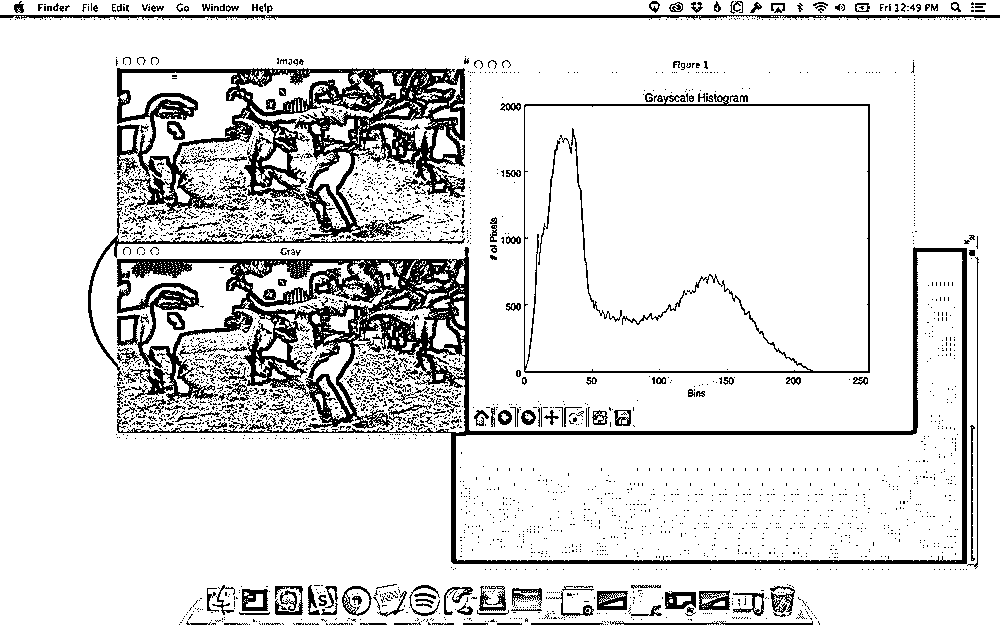 Finder File Edit View Go Window Help Fri 12:49 PM
Image
Gray
Figure 1
Grayscale Histogram
2000
1500
1000
500
0
# of Pixels
0 50 100 150 200 250
Bins